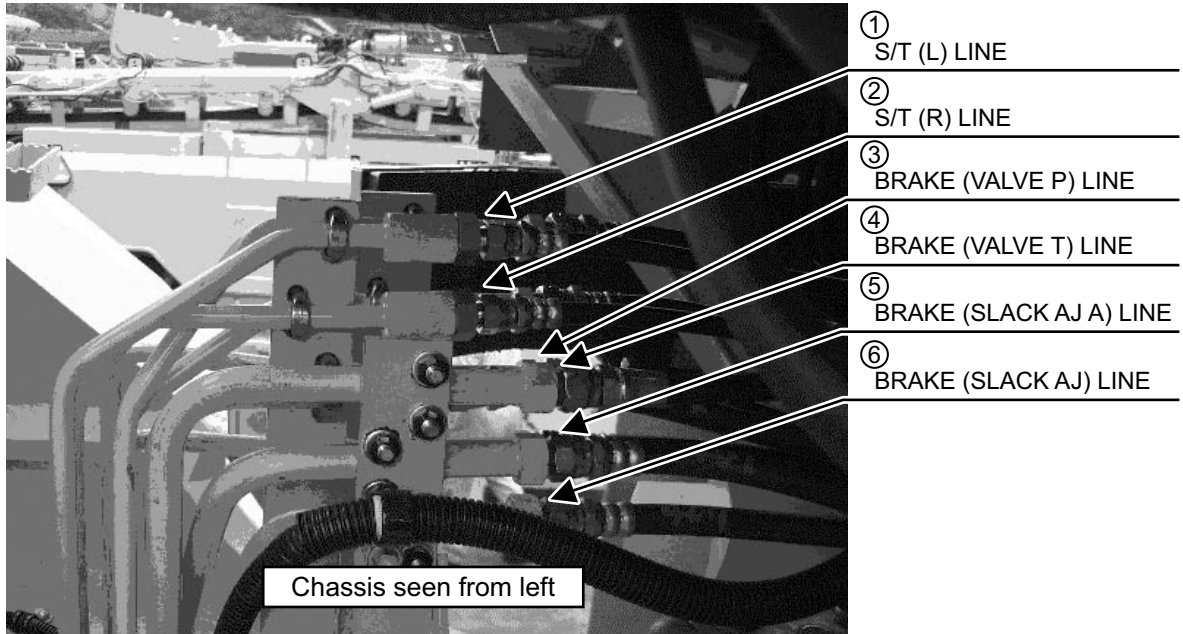 ①
S/T (L) LINE
②
S/T (R) LINE
③
BRAKE (VALVE P) LINE
④
BRAKE (VALVE T) LINE
⑤
BRAKE (SLACK AJ A) LINE
⑥
BRAKE (SLACK AJ) LINE
Chassis seen from left